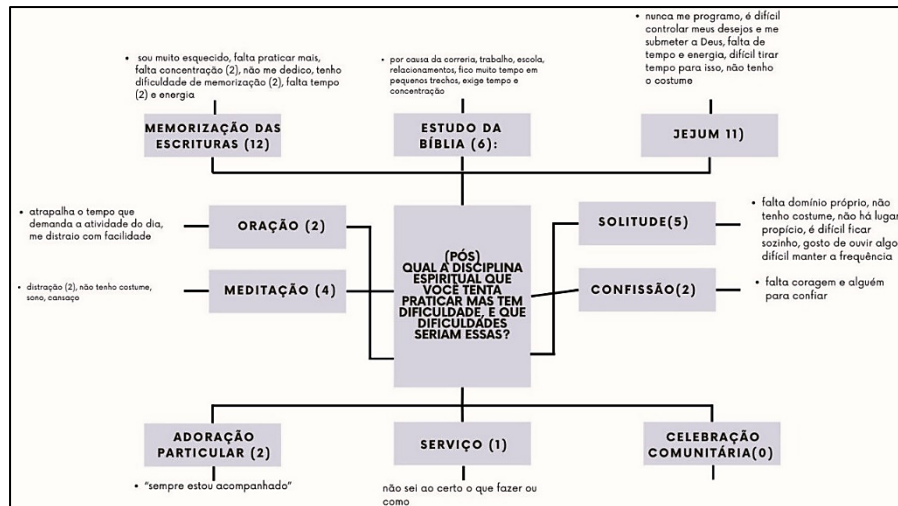 • sou muito esquecido, falta praticar mais,
falta concentração (2), não me dedico, tenho
dificuldade de memorização (2), falta tempo
(2) e energia
MEMORIZAÇÃO DAS
ESCRITURAS (12)
• por causa da correria, trabalho, escola,
relacionamentos, fico muito tempo em
pequenos trechos, exige tempo e
concentração
ESTUDO DA
BÍBLIA (6):
• nunca me programo, é difícil
controlar meus desejos e me
submeter a Deus, falta de
tempo e energia, difícil tirar
tempo para isso, não tenho
o costume
JEJUM 11)
• atrapalha o tempo que
demanda a atividade do dia,
me distraio com facilidade
ORAÇÃO (2)
• distração (2), não tenho costume,
sono, cansaço
MEDITAÇÃO (4)
(PÓS)
QUAL A DISCIPLINA
ESPIRITUAL QUE
VOCÊ TENTA
PRATICAR MAS TEM
DIFICULDADE, E QUE
DIFICULDADES
SERIAM ESSAS?
SOLITUDE(5)
• falta domínio próprio, não
tenho costume, não há lugar
propício, é difícil ficar
sozinho, gosto de ouvir algo,
difícil manter a frequência
CONFISSÃO(2)
• falta coragem e alguém
para confiar
ADORAÇÃO
PARTICULAR (2)
• "sempre estou acompanhado"
SERVIÇO (1)
não sei ao certo o que fazer ou
como
CELEBRAÇÃO
COMUNITÁRIA(0)